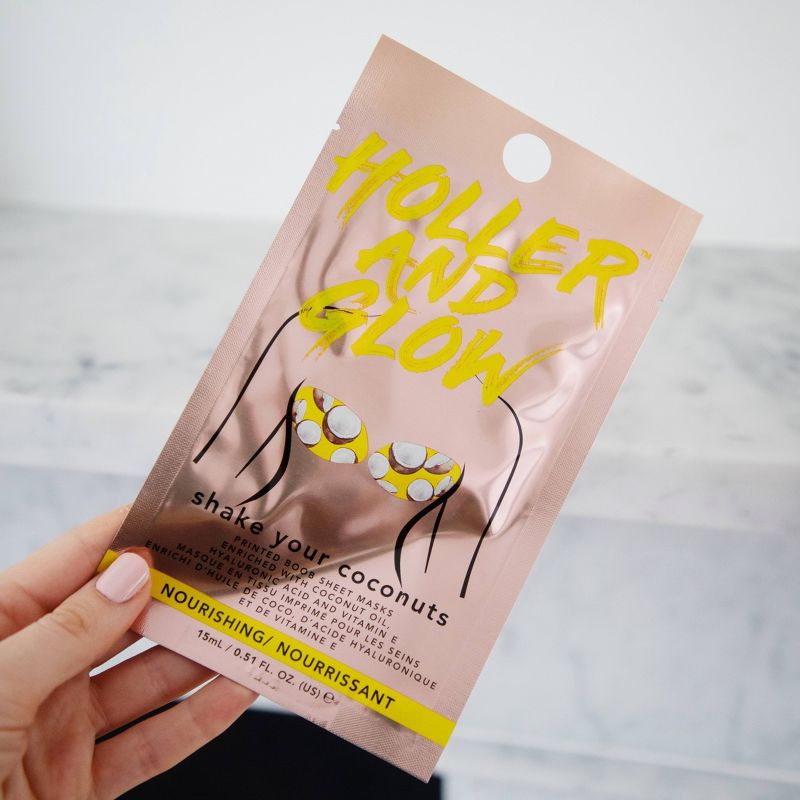 HOLLER
AND
GLOW™
shake your coconuts
PRINTED BOOB SHEET MASKS
ENRICHED WITH COCONUT OIL,
HYALURONIC ACID AND VITAMIN E
MASQUE EN TISSU IMPRIMÉ POUR LES SEINS
ENRICHI D'HUILE DE COCO, D'ACIDE HYALURONIQUE
ET DE VITAMINE E
NOURISHING/ NOURRISSANT
15mL / 0.51 FL. OZ. (US) ℮